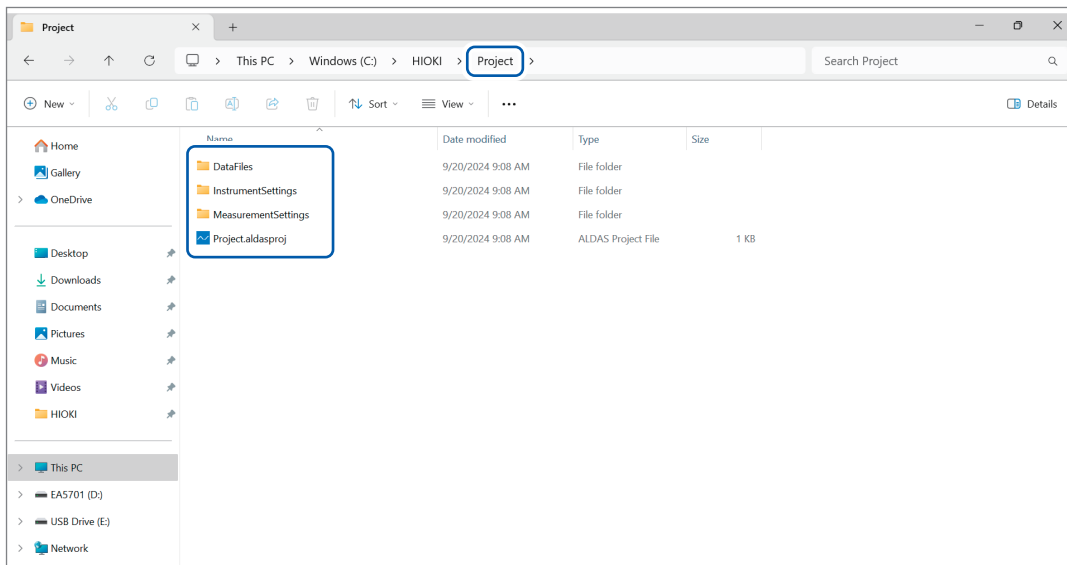 Project
This PC > Windows (C:) > HIOKI > Project >
Search Project
New
Sort
View
Details
Name Date modified Type Size
Home
Gallery
OneDrive
Desktop
Downloads
Documents
Pictures
Music
Videos
HIOKI
This PC
EA5701 (D:)
USB Drive (E:)
Network
DataFiles 9/20/2024 9:08 AM File folder
InstrumentSettings 9/20/2024 9:08 AM File folder
MeasurementSettings 9/20/2024 9:08 AM File folder
Project.aldasproj 9/20/2024 9:08 AM ALDAS Project File 1 KB